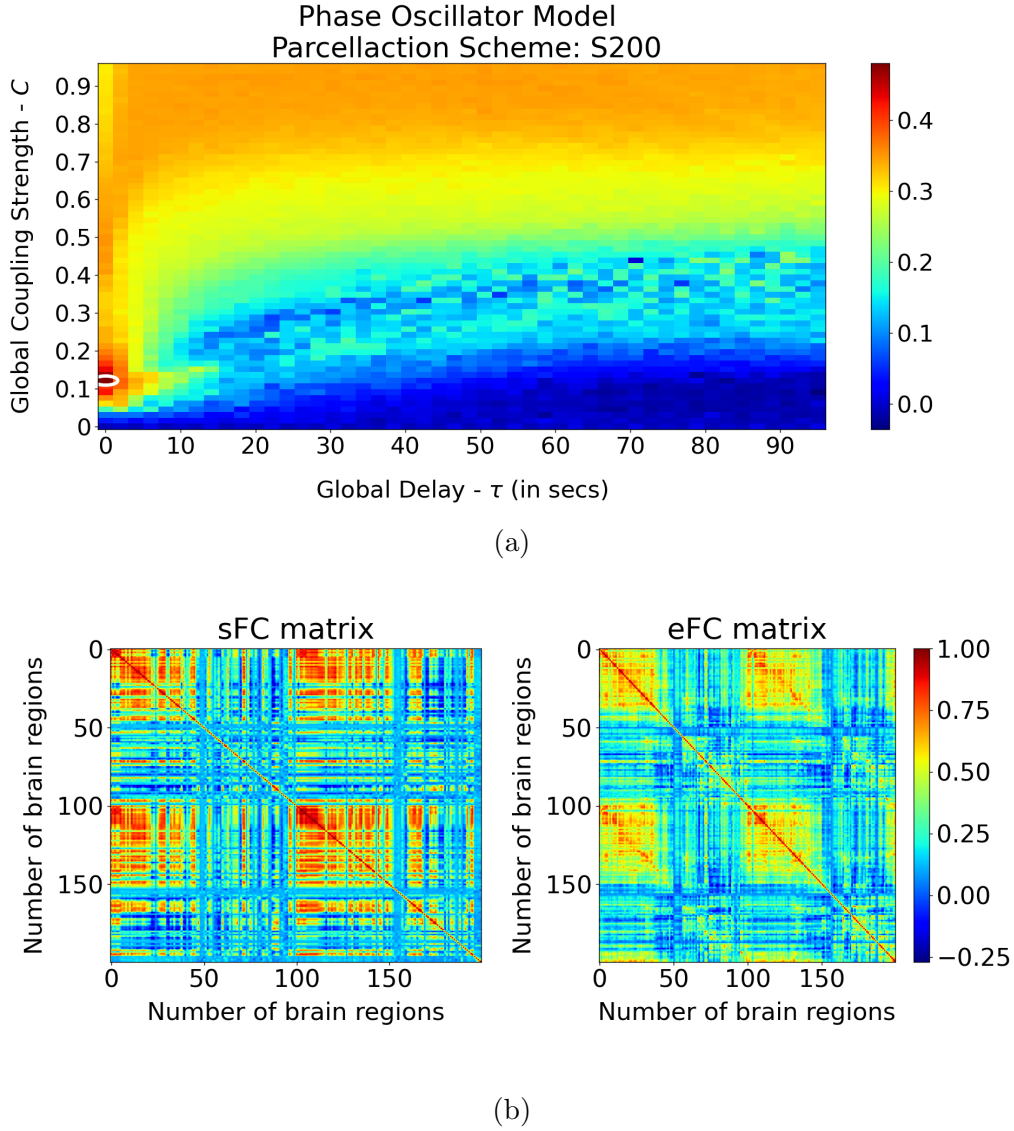 Phase Oscillator Model
Parcellaction Scheme: S200
Global Coupling Strength - C
0.9
0.8
0.7
0.6
0.5
0.4
0.3
0.2
0.1
0
0 10 20 30 40 50 60 70 80 90
Global Delay - τ (in secs)
0.4
0.3
0.2
0.1
0.0
(a)
sFC matrix
Number of brain regions
0
50
100
150
0 50 100 150
Number of brain regions
eFC matrix
Number of brain regions
0
50
100
150
0 50 100 150
Number of brain regions
1.00
0.75
0.50
0.25
0.00
−0.25
(b)